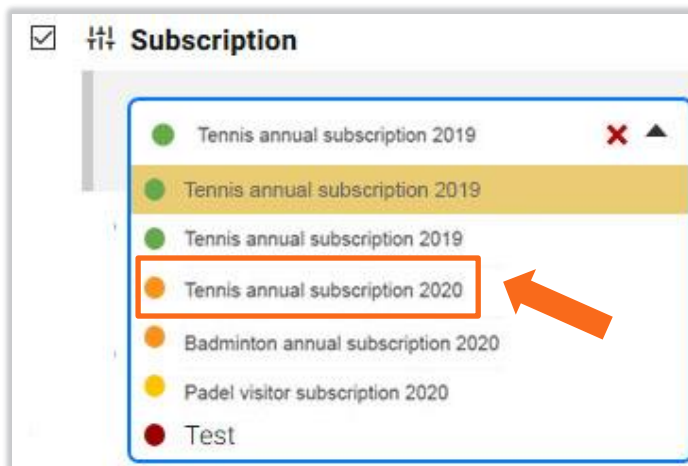 Subscription
Tennis annual subscription 2019
Tennis annual subscription 2019
Tennis annual subscription 2019
Tennis annual subscription 2020
Badminton annual subscription 2020
Padel visitor subscription 2020
Test